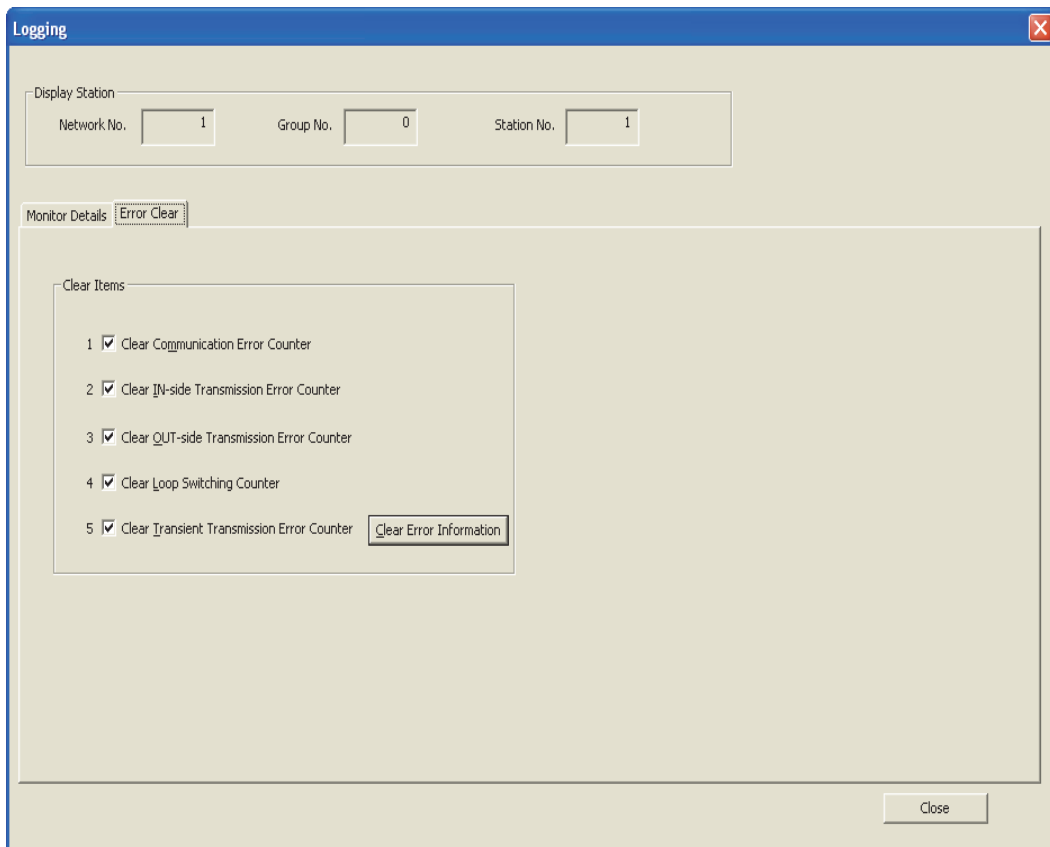 Logging
Display Station
Network No. 1 Group No. 0 Station No. 1
Monitor Details Error Clear
Clear Items
1 Clear Communication Error Counter
2 Clear IN-side Transmission Error Counter
3 Clear OUT-side Transmission Error Counter
4 Clear Loop Switching Counter
5 Clear Transient Transmission Error Counter Clear Error Information
Close